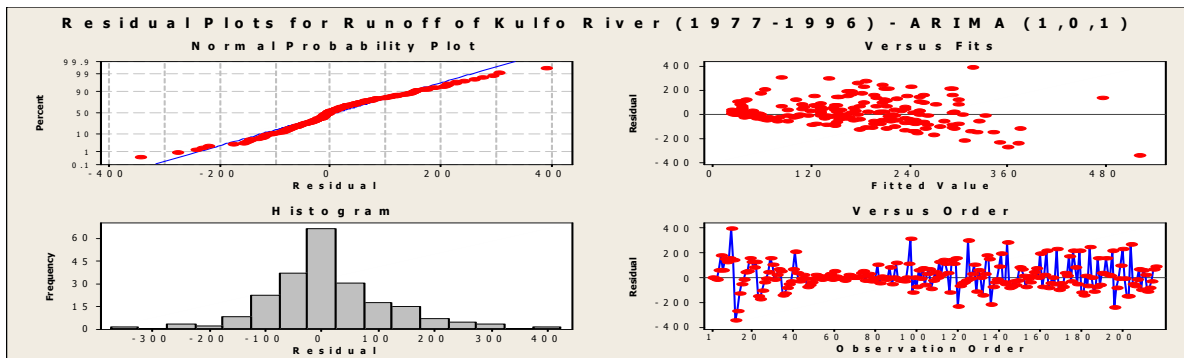 Residual Plots for Runoff of Kulfo River (1977-1996) - ARIMA (1,0,1)
Normal Probability Plot
99.9
99
90
50
10
1
0.1
Percent
-400 -200 0 200 400
Residual
Versus Fits
400
200
0
-200
-400
Residual
0 120 240 360 480
Fitted Value
Histogram
60
45
30
15
0
Frequency
-300 -200 -100 0 100 200 300 400
Residual
Versus Order
400
200
0
-200
-400
Residual
1 20 40 60 80 100 120 140 160 180 200
Observation Order